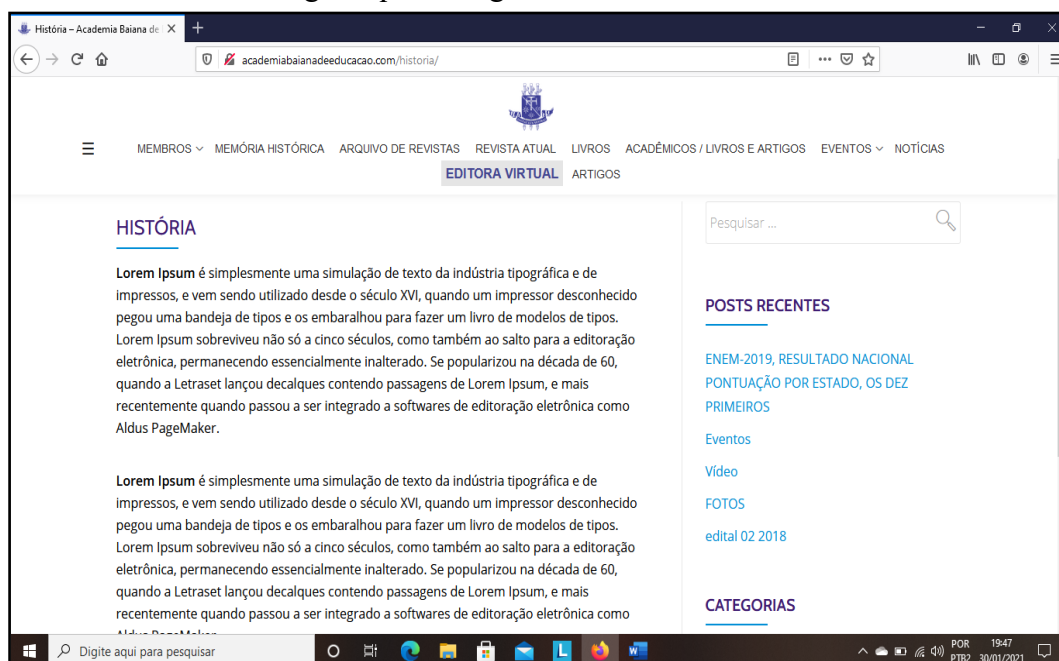 História – Academia Baiana de
academiabaianadeeducacao.com/historia/
MEMBROS MEMÓRIA HISTÓRICA ARQUIVO DE REVISTAS REVISTA ATUAL LIVROS ACADÊMICOS / LIVROS E ARTIGOS EVENTOS NOTÍCIAS
EDITORA VIRTUAL ARTIGOS
HISTÓRIA
Lorem Ipsum é simplesmente uma simulação de texto da indústria tipográfica e de
impressos, e vem sendo utilizado desde o século XVI, quando um impressor desconhecido
pegou uma bandeja de tipos e os embaralhou para fazer um livro de modelos de tipos.
Lorem Ipsum sobreviveu não só a cinco séculos, como também ao salto para a editoração
eletrônica, permanecendo essencialmente inalterado. Se popularizou na década de 60,
quando a Letraset lançou decalques contendo passagens de Lorem Ipsum, e mais
recentemente quando passou a ser integrado a softwares de editoração eletrônica como
Aldus PageMaker.
Lorem Ipsum é simplesmente uma simulação de texto da indústria tipográfica e de
impressos, e vem sendo utilizado desde o século XVI, quando um impressor desconhecido
pegou uma bandeja de tipos e os embaralhou para fazer um livro de modelos de tipos.
Lorem Ipsum sobreviveu não só a cinco séculos, como também ao salto para a editoração
eletrônica, permanecendo essencialmente inalterado. Se popularizou na década de 60,
quando a Letraset lançou decalques contendo passagens de Lorem Ipsum, e mais
recentemente quando passou a ser integrado a softwares de editoração eletrônica como
Aldus PageMaker.
Pesquisar ...
POSTS RECENTES
ENEM-2019, RESULTADO NACIONAL
PONTUAÇÃO POR ESTADO, OS DEZ
PRIMEIROS
Eventos
Vídeo
FOTOS
edital 02 2018
CATEGORIAS
Digite aqui para pesquisar
POR 19:47
PTB2 30/01/2021